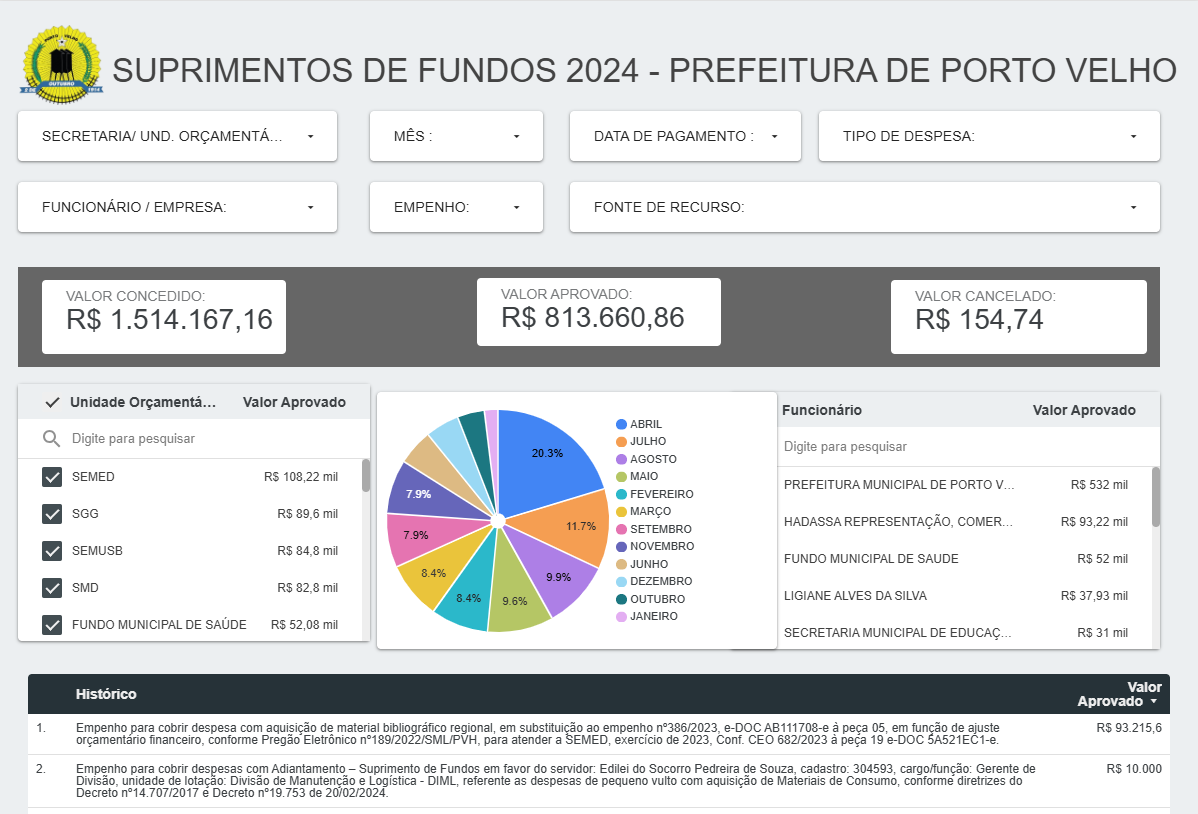 PORTO VELHO
OUTUBRO
SUPRIMENTOS DE FUNDOS 2024 - PREFEITURA DE PORTO VELHO
SECRETARIA/ UND. ORÇAMENTÁ...
MÊS :
DATA DE PAGAMENTO :
TIPO DE DESPESA:
FUNCIONÁRIO / EMPRESA:
EMPENHO:
FONTE DE RECURSO:
VALOR CONCEDIDO:
R$ 1.514.167,16
VALOR APROVADO:
R$ 813.660,86
VALOR CANCELADO:
R$ 154,74
Unidade Orçamentá... Valor Aprovado
Digite para pesquisar
SEMED R$ 108,22 mil
SGG R$ 89,6 mil
SEMUSB R$ 84,8 mil
SMD R$ 82,8 mil
FUNDO MUNICIPAL DE SAÚDE R$ 52,08 mil
20.3%
11.7%
9.9%
9.6%
8.4%
8.4%
7.9%
7.9%
ABRIL
JULHO
AGOSTO
MAIO
FEVEREIRO
MARÇO
SETEMBRO
NOVEMBRO
JUNHO
DEZEMBRO
OUTUBRO
JANEIRO
Funcionário Valor Aprovado
Digite para pesquisar
PREFEITURA MUNICIPAL DE PORTO V... R$ 532 mil
HADASSA REPRESENTAÇÃO, COMER... R$ 93,22 mil
FUNDO MUNICIPAL DE SAUDE R$ 52 mil
LIGIANE ALVES DA SILVA R$ 37,93 mil
SECRETARIA MUNICIPAL DE EDUCAÇ... R$ 31 mil
Histórico Valor
Aprovado
1. Empenho para cobrir despesa com aquisição de material bibliográfico regional, em substituição ao empenho nº386/2023, e-DOC AB111708-e à peça 05, em função de ajuste R$ 93.215,6
orçamentário financeiro, conforme Pregão Eletrônico nº189/2022/SML/PVH, para atender a SEMED, exercício de 2023, Conf. CEO 682/2023 à peça 19 e-DOC 5A521EC1-e.
2. Empenho para cobrir despesas com Adiantamento – Suprimento de Fundos em favor do servidor: Edilei do Socorro Pedreira de Souza, cadastro: 304593, cargo/função: Gerente de R$ 10.000
Divisão, unidade de lotação: Divisão de Manutenção e Logística - DIML, referente as despesas de pequeno vulto com aquisição de Materiais de Consumo, conforme diretrizes do
Decreto nº14.707/2017 e Decreto nº19.753 de 20/02/2024.